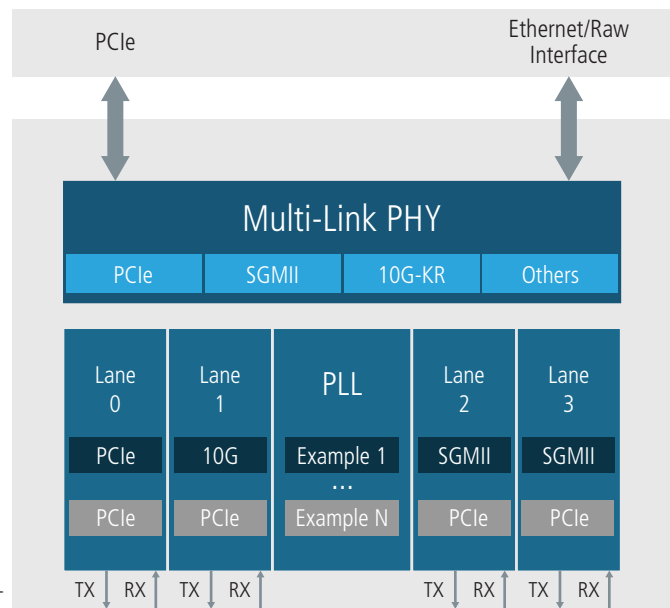 PCIe
Ethernet/Raw
Interface
Multi-Link PHY
PCIe SGMII 10G-KR Others
Lane 0
Lane 1
PLL
Lane 2
Lane 3
PCIe 10G Example 1 SGMII SGMII
...
PCIe PCIe Example N PCIe PCIe
TX RX TX RX TX RX TX RX